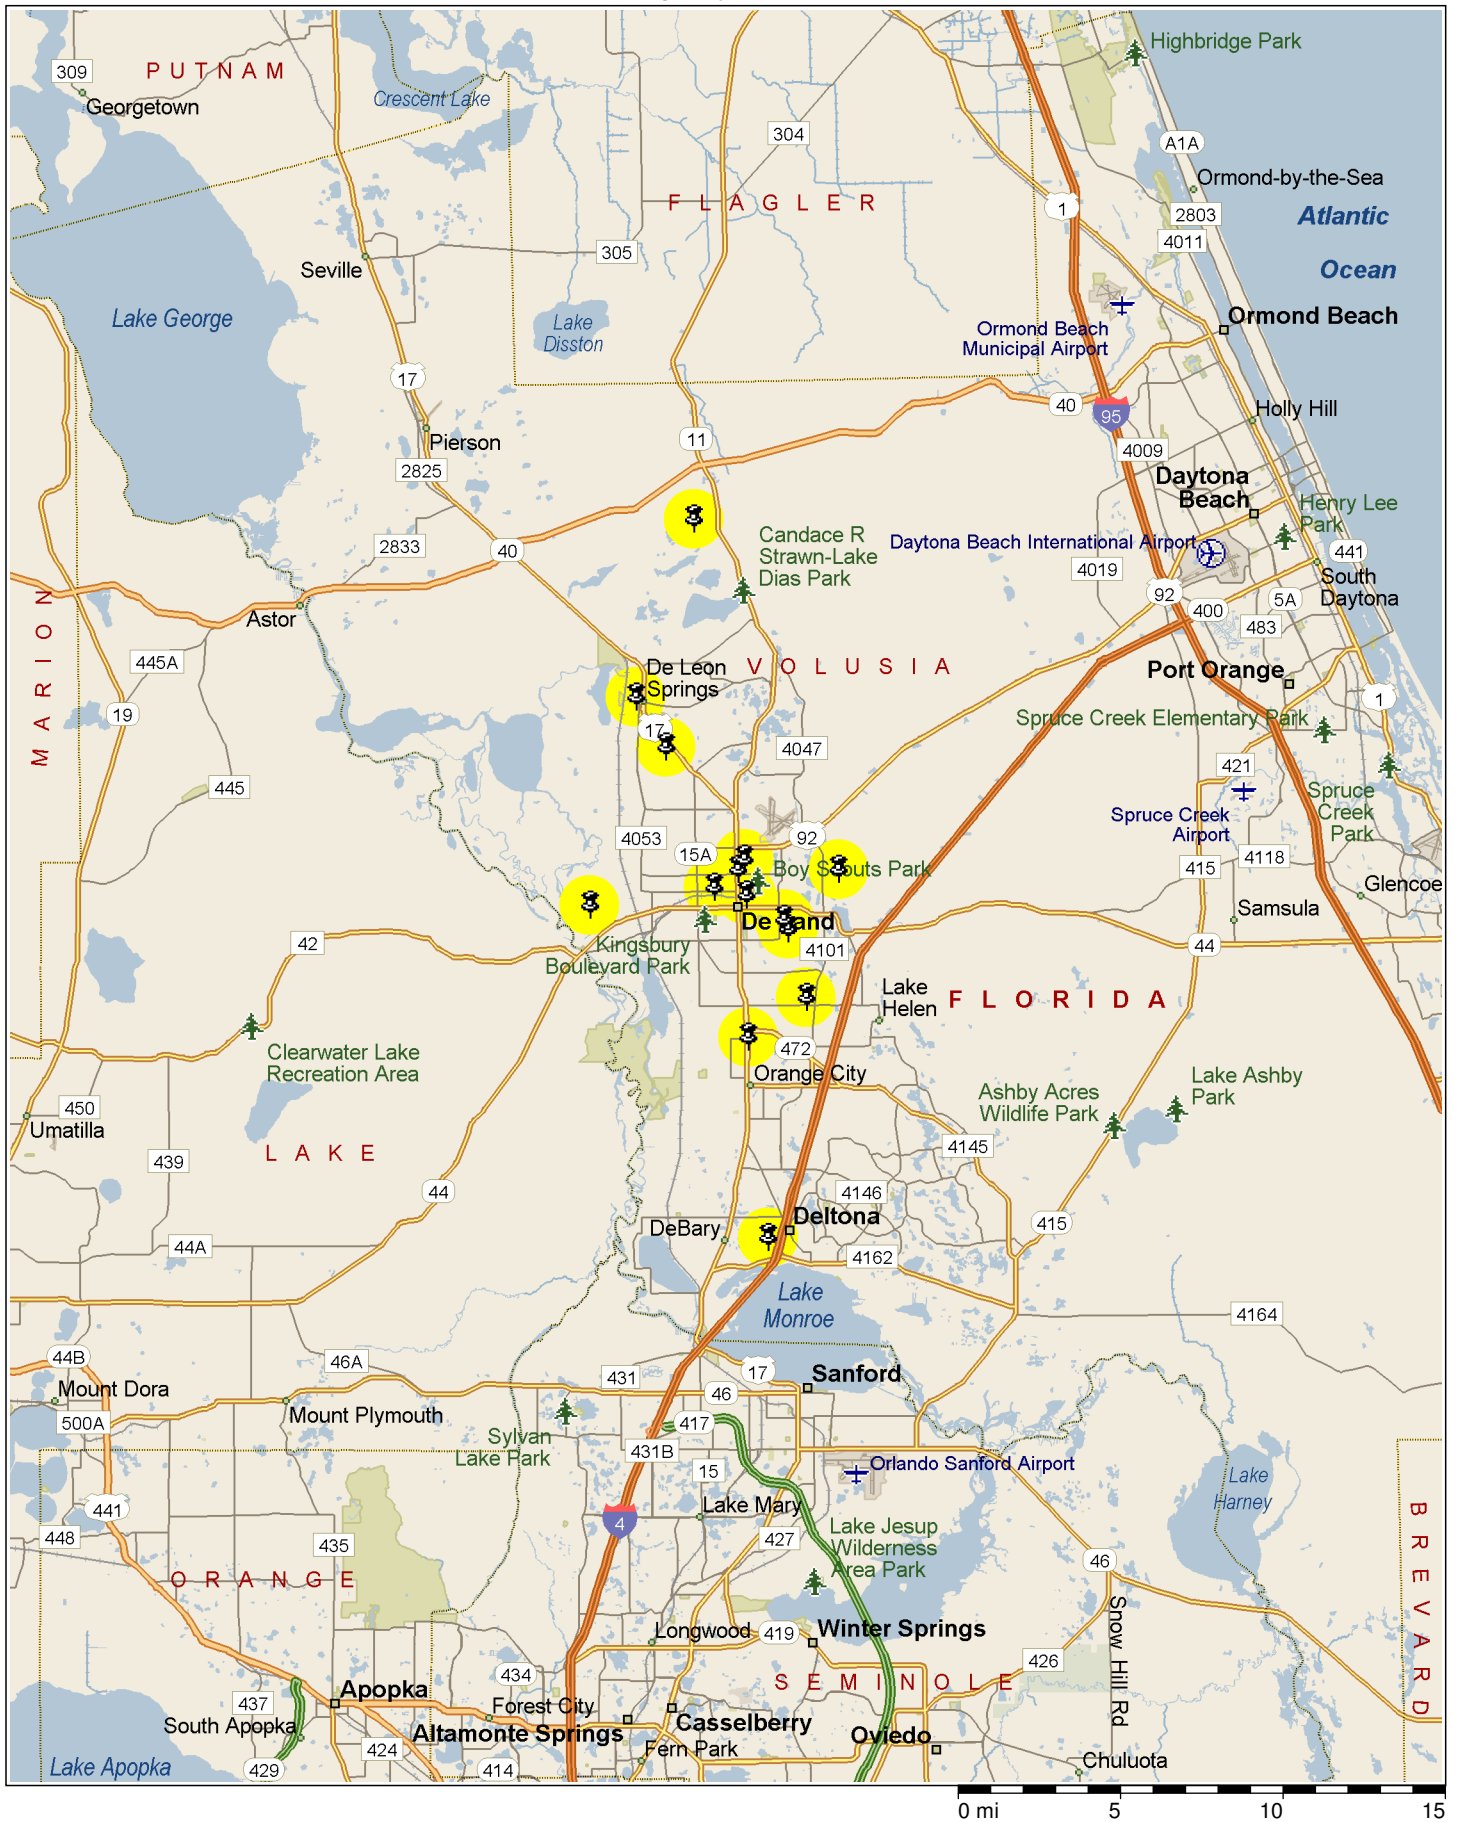 Highbridge Park
309
PUTNAM
Georgetown
Crescent Lake
304
A1A
Ormond-by-the-Sea
FLAGLER
1
2803
Atlantic
4011
Ocean
305
Seville
Lake George
Lake
Disston
Ormond Beach
Ormond Beach
Municipal Airport
17
40
95
Holly Hill
11
Pierson
4009
2825
Daytona
Beach
Henry Lee
Park
Candace R
Strawn-Lake
Dias Park
Daytona Beach International Airport
2833
40
441
4019
South
Daytona
92
400
5A
483
Astor
MARION
445A
De Leon
Springs
VOLUSIA
Port Orange
19
17
1
Spruce Creek Elementary Park
4047
421
445
Spruce
Creek
Park
Spruce Creek
Airport
4053
92
15A
4118
415
Boy Scouts Park
Glencoe
Samsula
DeLand
42
Kingsbury
Boulevard Park
4101
44
Lake
Helen
FLORIDA
Clearwater Lake
Recreation Area
472
Orange City
Ashby Acres
Wildlife Park
Lake Ashby
Park
450
Umatilla
LAKE
439
4145
44
4146
Deltona
DeBary
415
44A
4162
Lake
Monroe
4164
44B
46A
431
17
Sanford
Mount Dora
46
500A
Mount Plymouth
417
Sylvan
Lake Park
431B
15
Orlando Sanford Airport
Lake
Harney
441
Lake Mary
4
448
435
427
Lake Jesup
Wilderness
Area Park
46
BREVARD
ORANGE
Snow Hill Rd
Longwood
419
Winter Springs
426
434
SEMINOLE
Apopka
437
Forest City
South Apopka
Altamonte Springs
Casselberry
Oviedo
424
Fern Park
Chuluota
Lake Apopka
429
414
0 mi
5
10
15